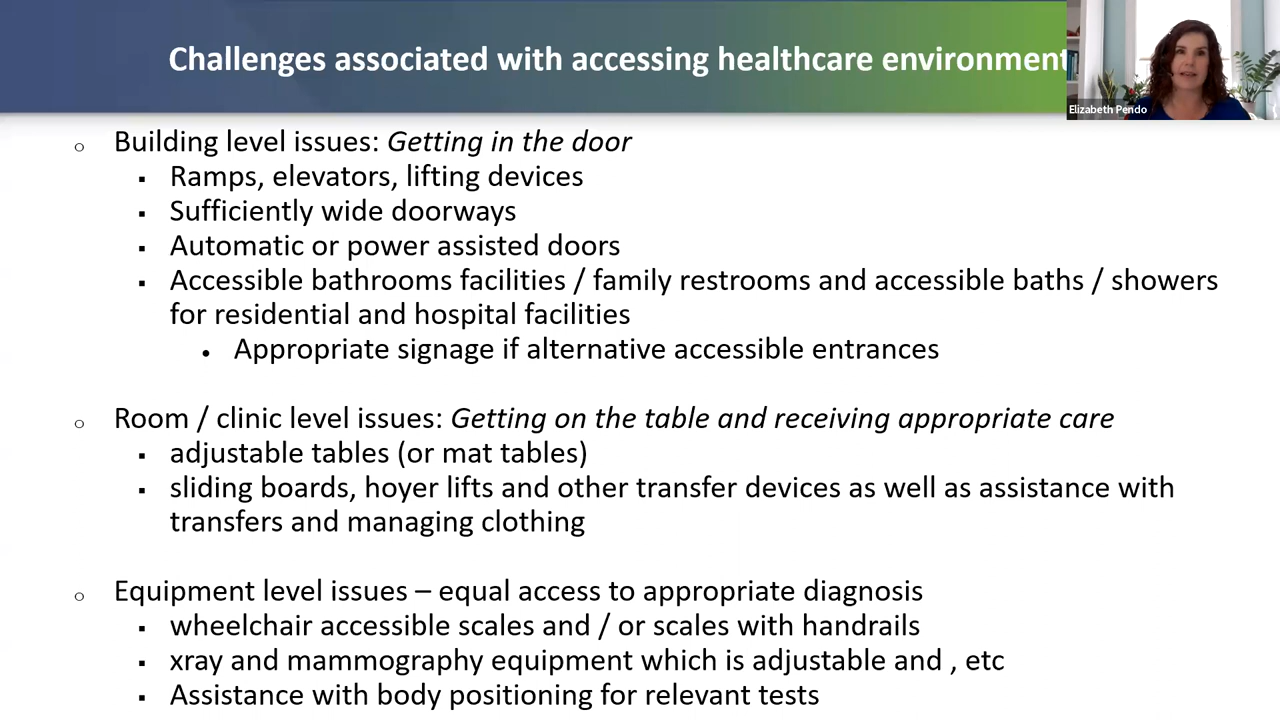 Challenges associated with accessing healthcare environment
Elizabeth Pendo
o Building level issues: Getting in the door
▪ Ramps, elevators, lifting devices
▪ Sufficiently wide doorways
▪ Automatic or power assisted doors
▪ Accessible bathrooms facilities / family restrooms and accessible baths / showers
for residential and hospital facilities
• Appropriate signage if alternative accessible entrances
o Room / clinic level issues: Getting on the table and receiving appropriate care
▪ adjustable tables (or mat tables)
▪ sliding boards, hoyer lifts and other transfer devices as well as assistance with
transfers and managing clothing
o Equipment level issues – equal access to appropriate diagnosis
▪ wheelchair accessible scales and / or scales with handrails
▪ xray and mammography equipment which is adjustable and , etc
▪ Assistance with body positioning for relevant tests